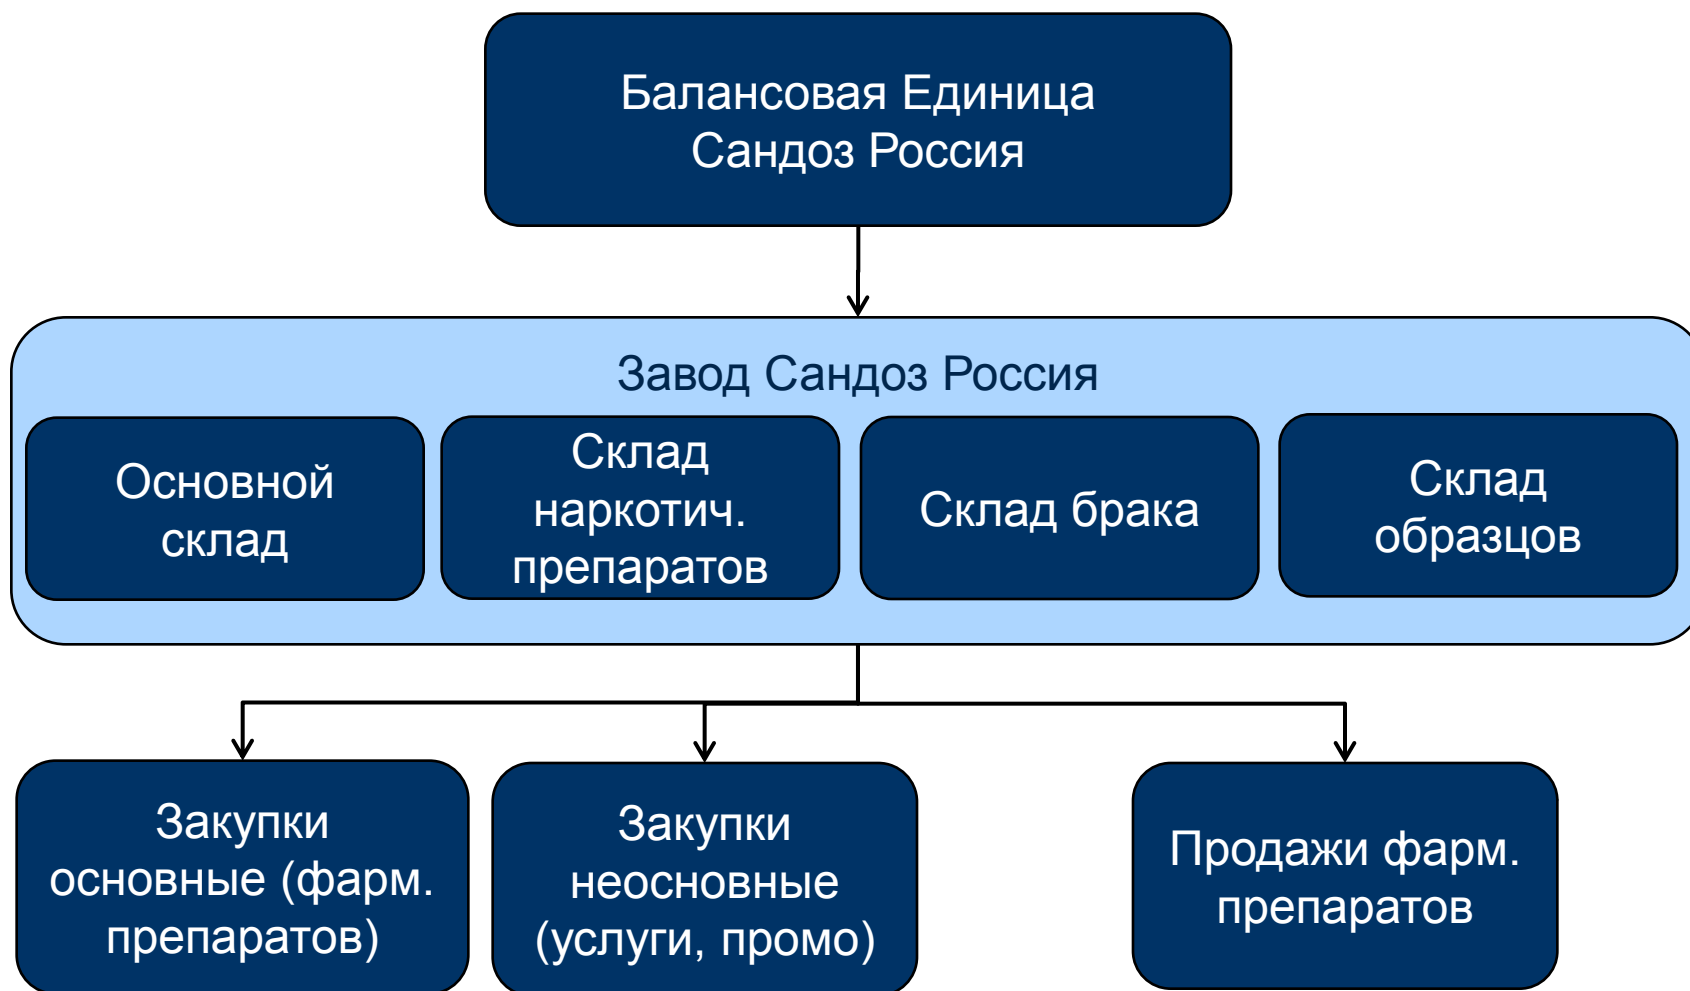 Балансовая Единица
Сандоз Россия
Завод Сандоз Россия
Основной
склад
Склад
наркотич.
препаратов
Склад брака
Склад
образцов
Закупки
основные (фарм.
препаратов)
Закупки
неосновные
(услуги, промо)
Продажи фарм.
препаратов